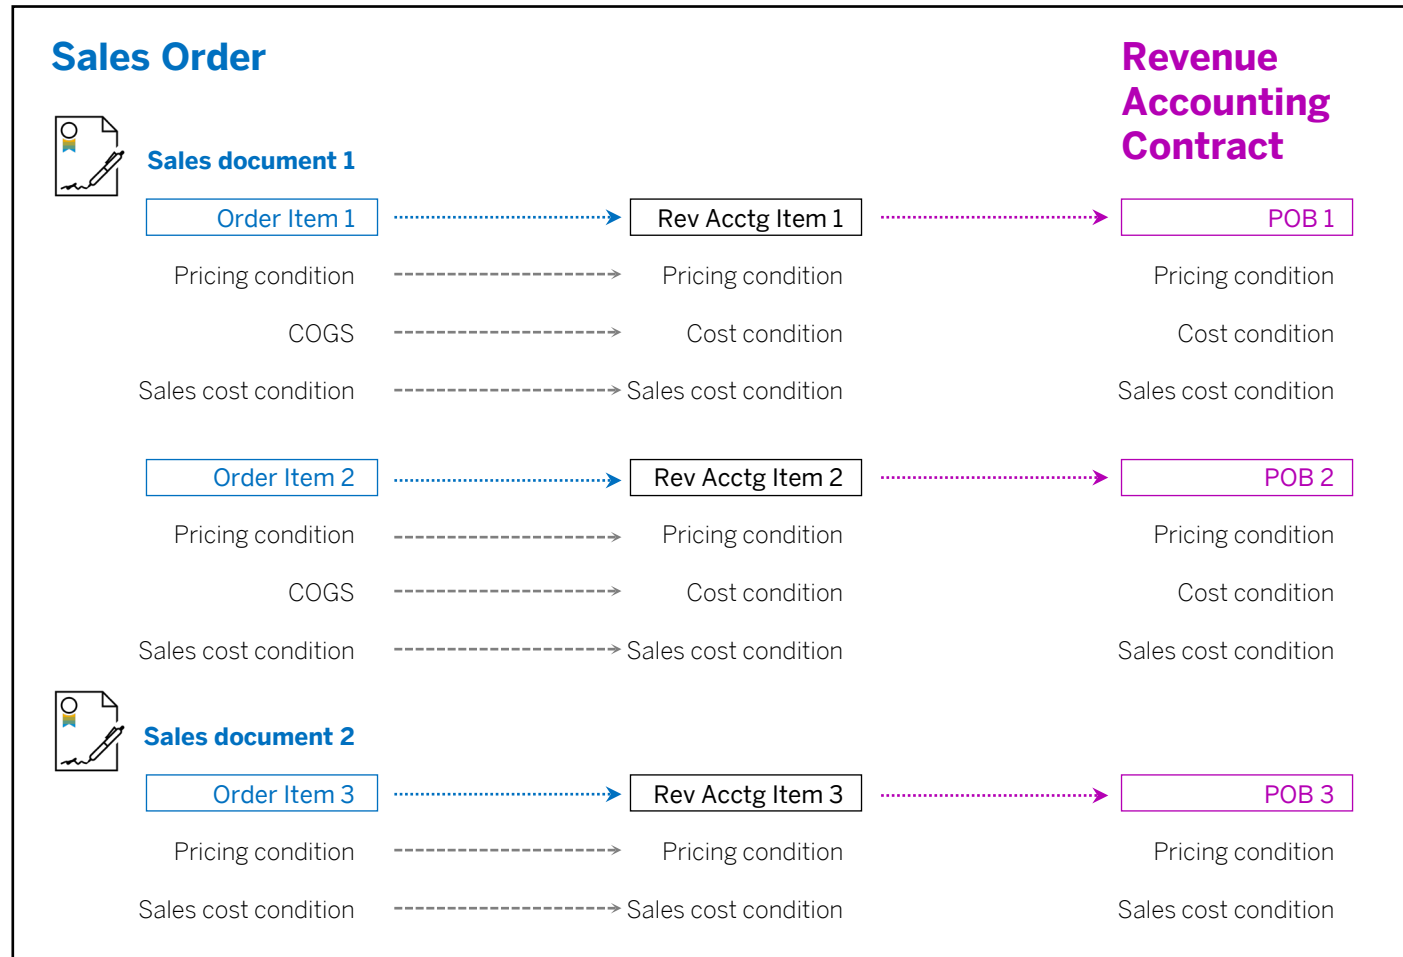 Sales Order
Revenue
Accounting
Contract
Sales document 1
Order Item 1 Rev Acctg Item 1 POB 1
Pricing condition Pricing condition Pricing condition
COGS Cost condition Cost condition
Sales cost condition Sales cost condition Sales cost condition
Order Item 2 Rev Acctg Item 2 POB 2
Pricing condition Pricing condition Pricing condition
COGS Cost condition Cost condition
Sales cost condition Sales cost condition Sales cost condition
Sales document 2
Order Item 3 Rev Acctg Item 3 POB 3
Pricing condition Pricing condition Pricing condition
Sales cost condition Sales cost condition Sales cost condition